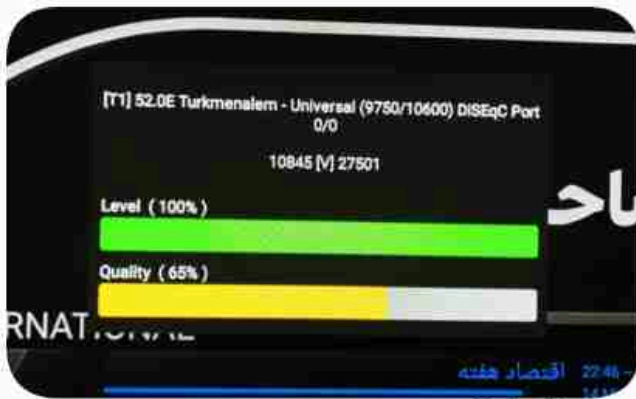 [T1] 52.0E Turkmenalem - Universal (9750/10600) DiSEqC Port
0/0
10845 [V] 27501
Level ( 100% )
Quality ( 65% )
اقتصاد هفته 22:46 -